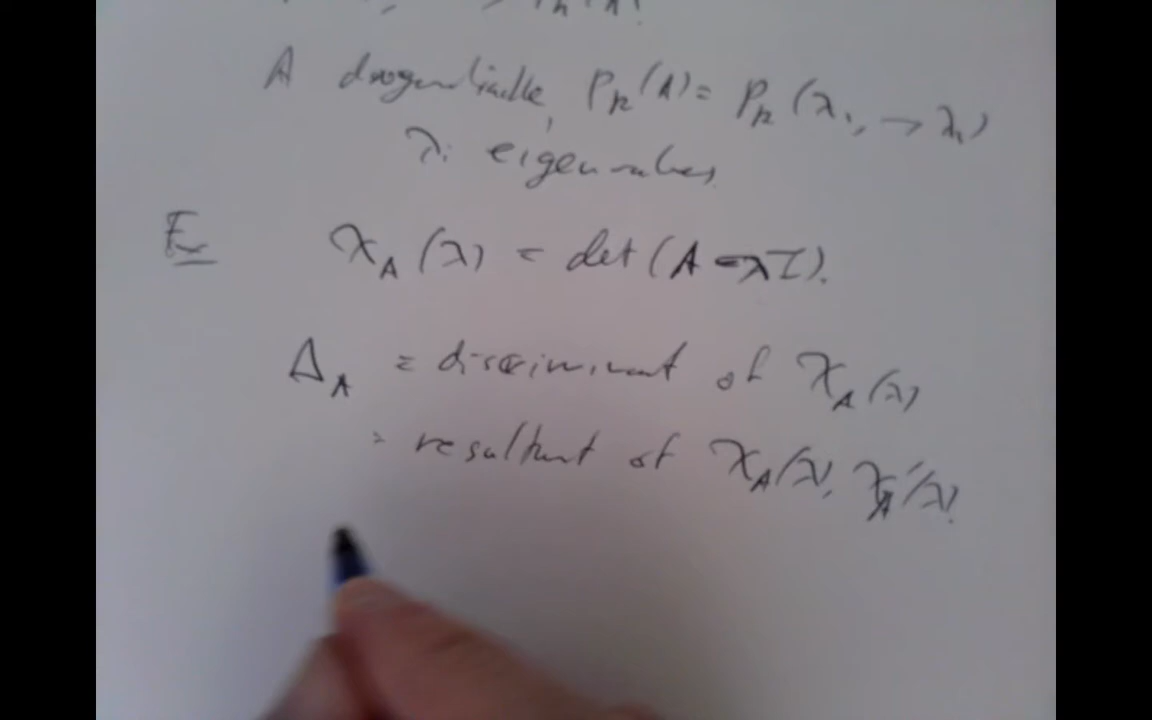 A diagonalizable, P_k(A) = P_k(λ_1, → λ_n)
λ_i eigenvalues.
Ex χ_A(λ) = det(A - λI).
Δ_A = discriminant of χ_A(λ)
= resultant of χ_A(λ), χ_A'(λ).